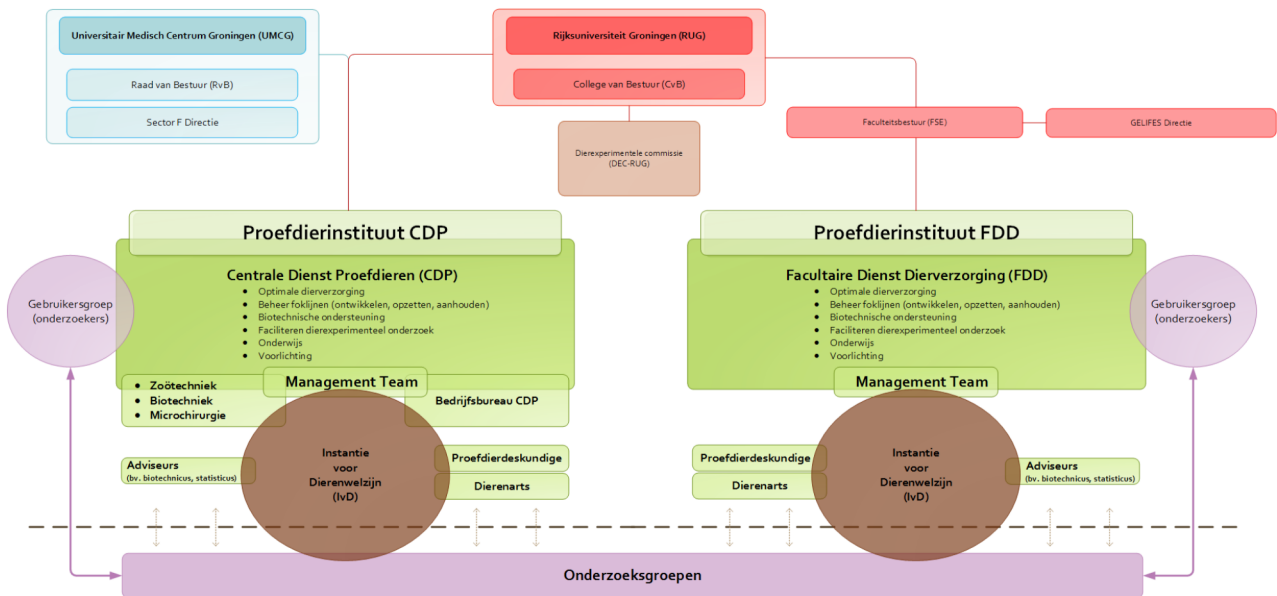 Universitair Medisch Centrum Groningen (UMCG)
Raad van Bestuur (RvB)
Sector F Directie
Rijksuniversiteit Groningen (RUG)
College van Bestuur (CvB)
Dierexperimentele commissie
(DEC-RUG)
Faculteitsbestuur (FSE)
GELIFES Directie
Proefdierinstituut CDP
Centrale Dienst Proefdieren (CDP)
• Optimale dierverzorging
• Beheer foklijnen (ontwikkelen, opzetten, aanhouden)
• Biotechnische ondersteuning
• Faciliteren dierexperimenteel onderzoek
• Onderwijs
• Voorlichting
Gebruikersgroep
(onderzoekers)
Management Team
• Zoötechniek
• Biotechniek
• Microchirurgie
Bedrijfsbureau CDP
Instantie
voor
Dierenwelzijn
(IvD)
Adviseurs
(bv. biotechnicus, statisticus)
Proefdierdeskundige
Dierenarts
Proefdierinstituut FDD
Facultaire Dienst Dierverzorging (FDD)
• Optimale dierverzorging
• Beheer foklijnen (ontwikkelen, opzetten, aanhouden)
• Biotechnische ondersteuning
• Faciliteren dierexperimenteel onderzoek
• Onderwijs
• Voorlichting
Gebruikersgroep
(onderzoekers)
Management Team
Proefdierdeskundige
Dierenarts
Instantie
voor
Dierenwelzijn
(IvD)
Adviseurs
(bv. biotechnicus, statisticus)
Onderzoeksgroepen